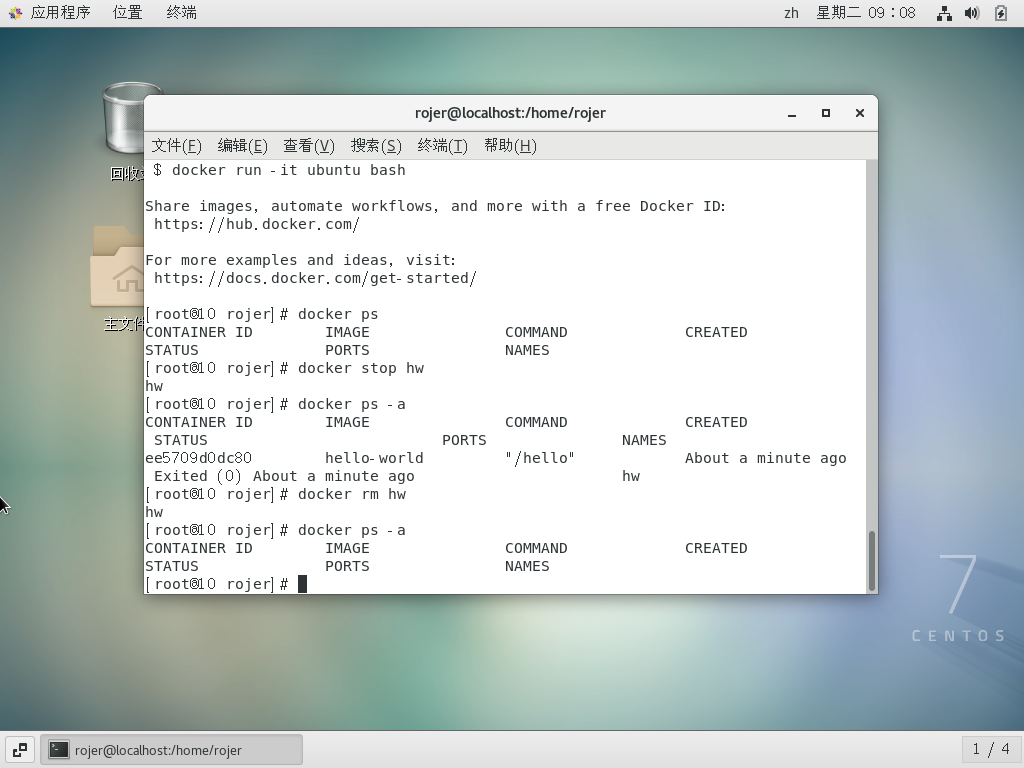 应用程序 位置 终端 zh 星期二 09：08
rojer@localhost:/home/rojer
文件(F) 编辑(E) 查看(V) 搜索(S) 终端(T) 帮助(H)
$ docker run -it ubuntu bash
Share images, automate workflows, and more with a free Docker ID:
https://hub.docker.com/
For more examples and ideas, visit:
https://docs.docker.com/get-started/
[root@10 rojer]# docker ps
CONTAINER ID IMAGE COMMAND CREATED
STATUS PORTS NAMES
[root@10 rojer]# docker stop hw
hw
[root@10 rojer]# docker ps -a
CONTAINER ID IMAGE COMMAND CREATED
STATUS PORTS NAMES
ee5709d0dc80 hello-world "/hello" About a minute ago
Exited (0) About a minute ago hw
[root@10 rojer]# docker rm hw
hw
[root@10 rojer]# docker ps -a
CONTAINER ID IMAGE COMMAND CREATED
STATUS PORTS NAMES
[root@10 rojer]#
回收
主文件
7
CENTOS
rojer@localhost:/home/rojer
1 / 4